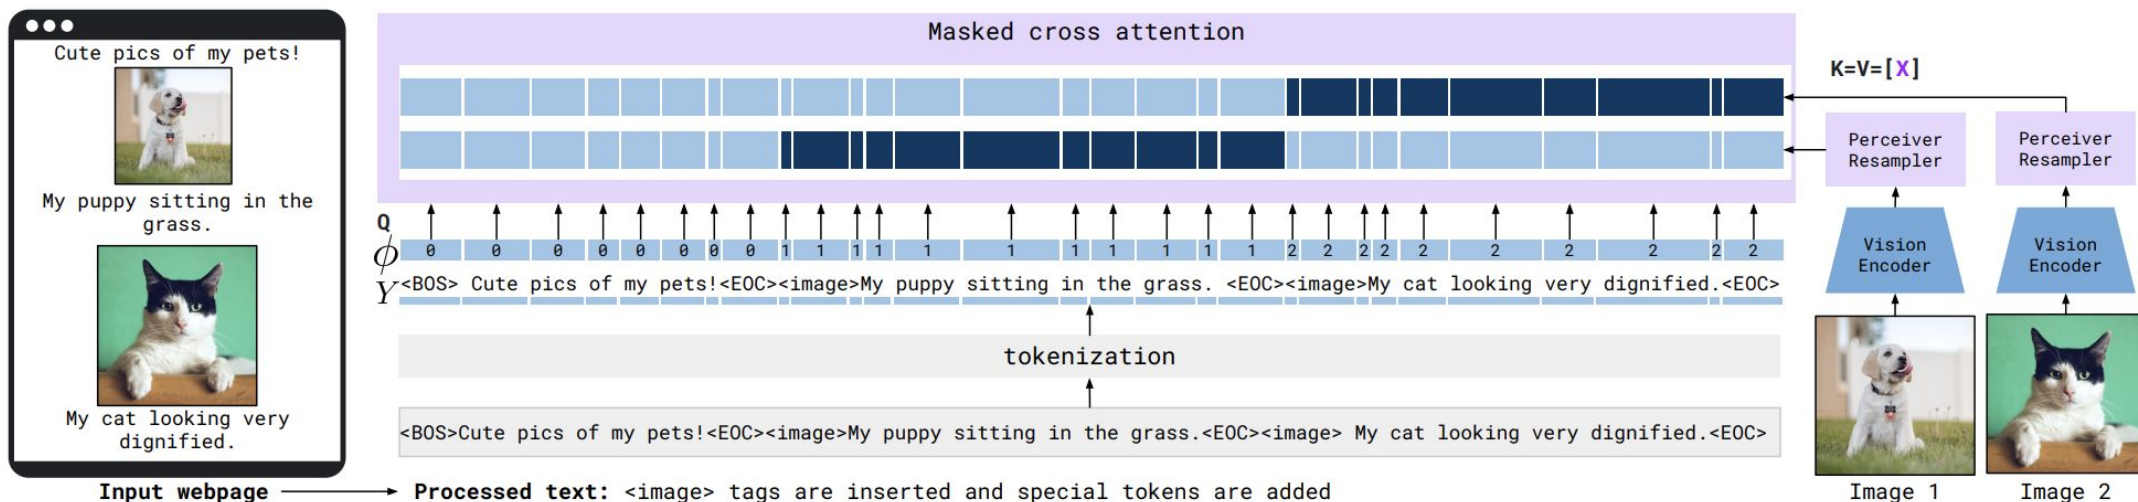 Cute pics of my pets!
My puppy sitting in the
grass.
My cat looking very
dignified.
Input webpage
Masked cross attention
K=V=[X]
Perceiver
Resampler
Perceiver
Resampler
Q
ϕ 0 0 0 0 0 0 0 0 1 1 1 1 1 1 1 1 1 1 1 2 2 2 2 2 2 2 2 2 2
Y <BOS> Cute pics of my pets!<EOC><image>My puppy sitting in the grass. <EOC><image>My cat looking very dignified.<EOC>
Vision
Encoder
Vision
Encoder
tokenization
<BOS>Cute pics of my pets!<EOC><image>My puppy sitting in the grass.<EOC><image> My cat looking very dignified.<EOC>
Processed text: <image> tags are inserted and special tokens are added
Image 1
Image 2